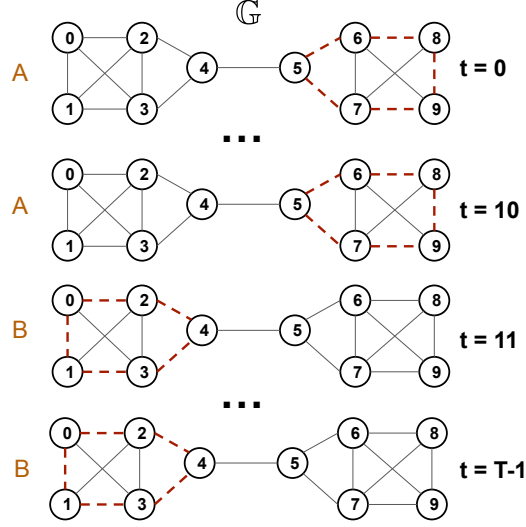 𝔾
0 2 6 8
A 4 5 t = 0
1 3 7 9
...
0 2 6 8
A 4 5 t = 10
1 3 7 9
0 2 6 8
B 4 5 t = 11
1 3 7 9
...
0 2 6 8
B 4 5 t = T-1
1 3 7 9